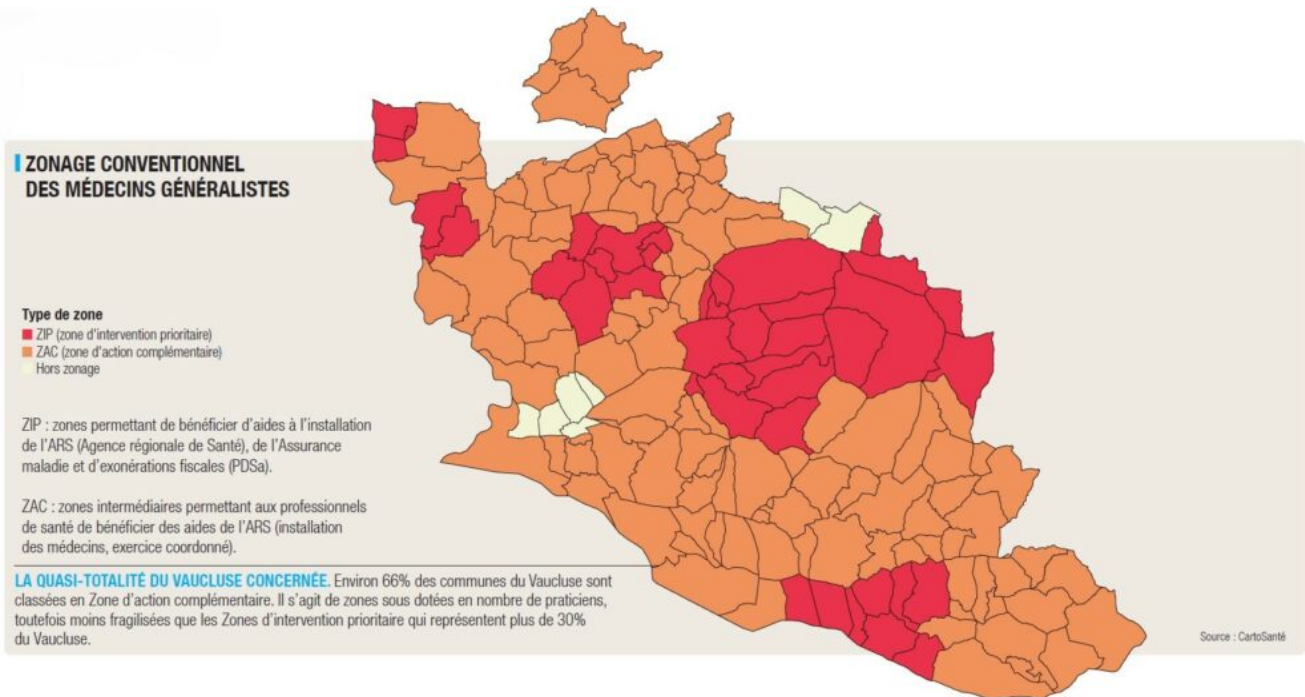 ZONAGE CONVENTIONNEL
DES MÉDECINS GÉNÉRALISTES
Type de zone
ZIP (zone d'intervention prioritaire)
ZAC (zone d'action complémentaire)
Hors zonage
ZIP : zones permettant de bénéficier d'aides à l'installation
de l'ARS (Agence régionale de Santé), de l'Assurance
maladie et d'exonérations fiscales (PDSa).
ZAC : zones intermédiaires permettant aux professionnels
de santé de bénéficier des aides de l'ARS (installation
des médecins, exercice coordonné).
LA QUASI-TOTALITÉ DU VAUCLUSE CONCERNÉE. Environ 66% des communes du Vaucluse sont
classées en Zone d'action complémentaire. Il s'agit de zones sous dotées en nombre de praticiens,
toutefois moins fragilisées que les Zones d'intervention prioritaire qui représentent plus de 30%
du Vaucluse.
Source : CartoSanté